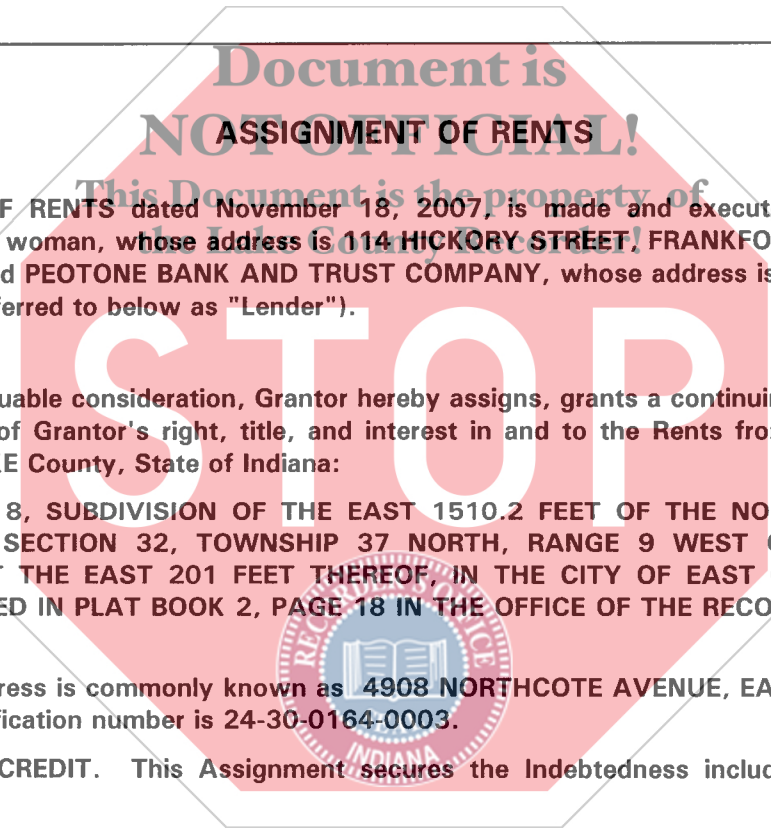 Document is
NOT OFFICIAL!
ASSIGNMENT OF RENTS
This Document is the property of
the Lake County Recorder!
F RENTS dated November 18, 2007, is made and execut
woman, whose address is 114 HICKORY STREET, FRANKFO
d PEOTONE BANK AND TRUST COMPANY, whose address is
ferred to below as "Lender").
STOP
uable consideration, Grantor hereby assigns, grants a continui
of Grantor's right, title, and interest in and to the Rents fro
E County, State of Indiana:
8, SUBDIVISION OF THE EAST 1510.2 FEET OF THE NO
SECTION 32, TOWNSHIP 37 NORTH, RANGE 9 WEST
THE EAST 201 FEET THEREOF, IN THE CITY OF EAST
ED IN PLAT BOOK 2, PAGE 18 IN THE OFFICE OF THE RECO
RECORDER'S OFFICE
ress is commonly known as 4908 NORTHCOTE AVENUE, EA
fication number is 24-30-0164-0003.
INDIANA
CREDIT. This Assignment secures the Indebtedness includ